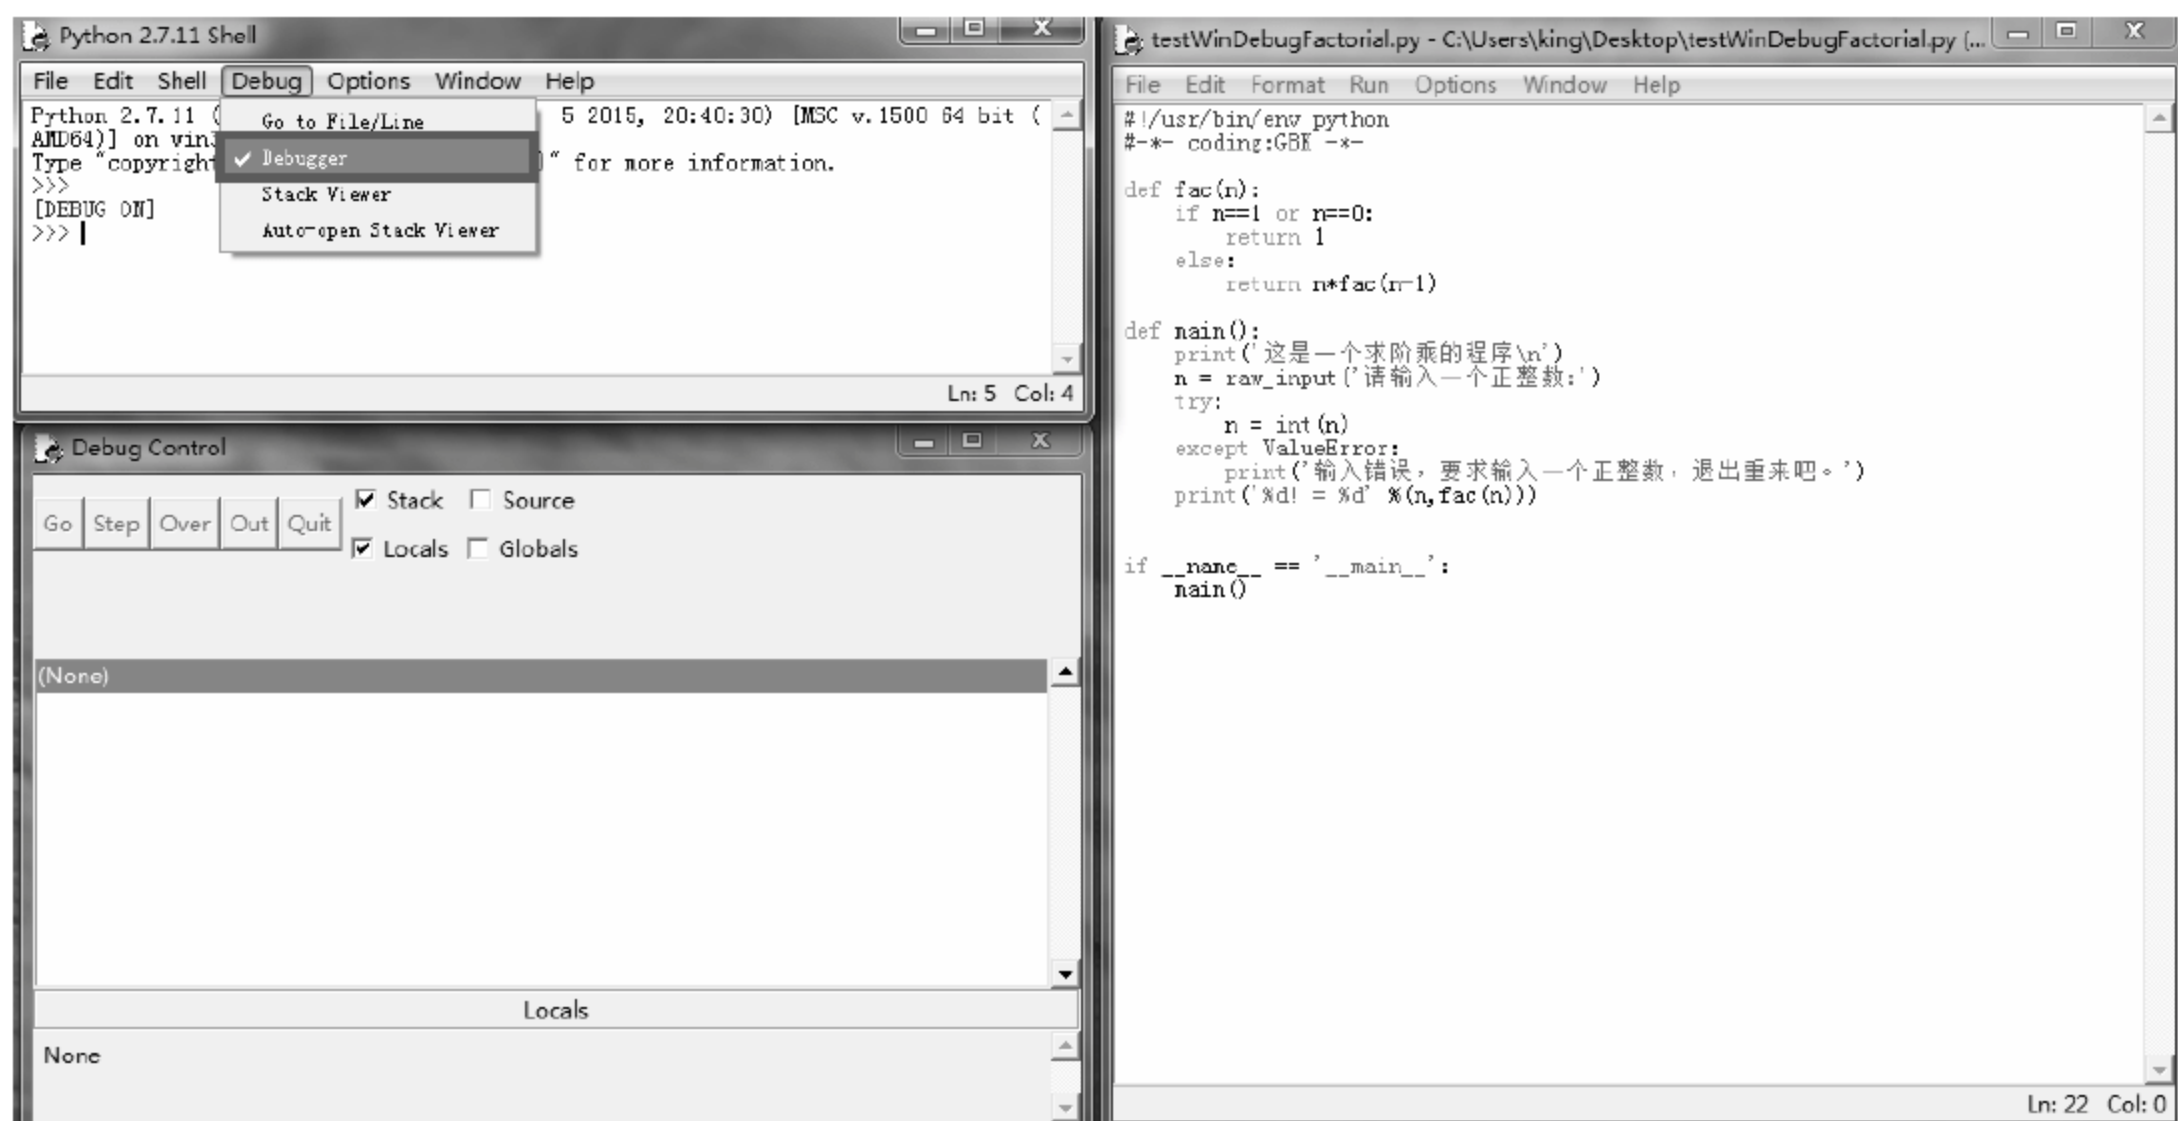 Python 2.7.11 Shell
File Edit Shell Debug Options Window Help
Python 2.7.11 ( 5 2015, 20:40:30) [MSC v.1500 64 bit (
AMD64)] on win
Type "copyright " for more information.
>>>
[DEBUG ON]
>>>
Go to File/Line
Debugger
Stack Viewer
Auto-open Stack Viewer
Ln: 5 Col: 4
Debug Control
Go Step Over Out Quit
Stack Source
Locals Globals
(None)
Locals
None
testWinDebugFactorial.py - C:\Users\king\Desktop\testWinDebugFactorial.py (...
File Edit Format Run Options Window Help
#!/usr/bin/env python
#-*- coding:GBK -*-
def fac(n):
    if n==1 or n==0:
        return 1
    else:
        return n*fac(n-1)
def main():
    print('这是一个求阶乘的程序\n')
    n = raw_input('请输入一个正整数:')
    try:
        n = int(n)
    except ValueError:
        print('输入错误，要求输入一个正整数，退出重来吧。')
    print('%d! = %d' %(n,fac(n)))
if __name__ == '__main__':
    main()
Ln: 22 Col: 0